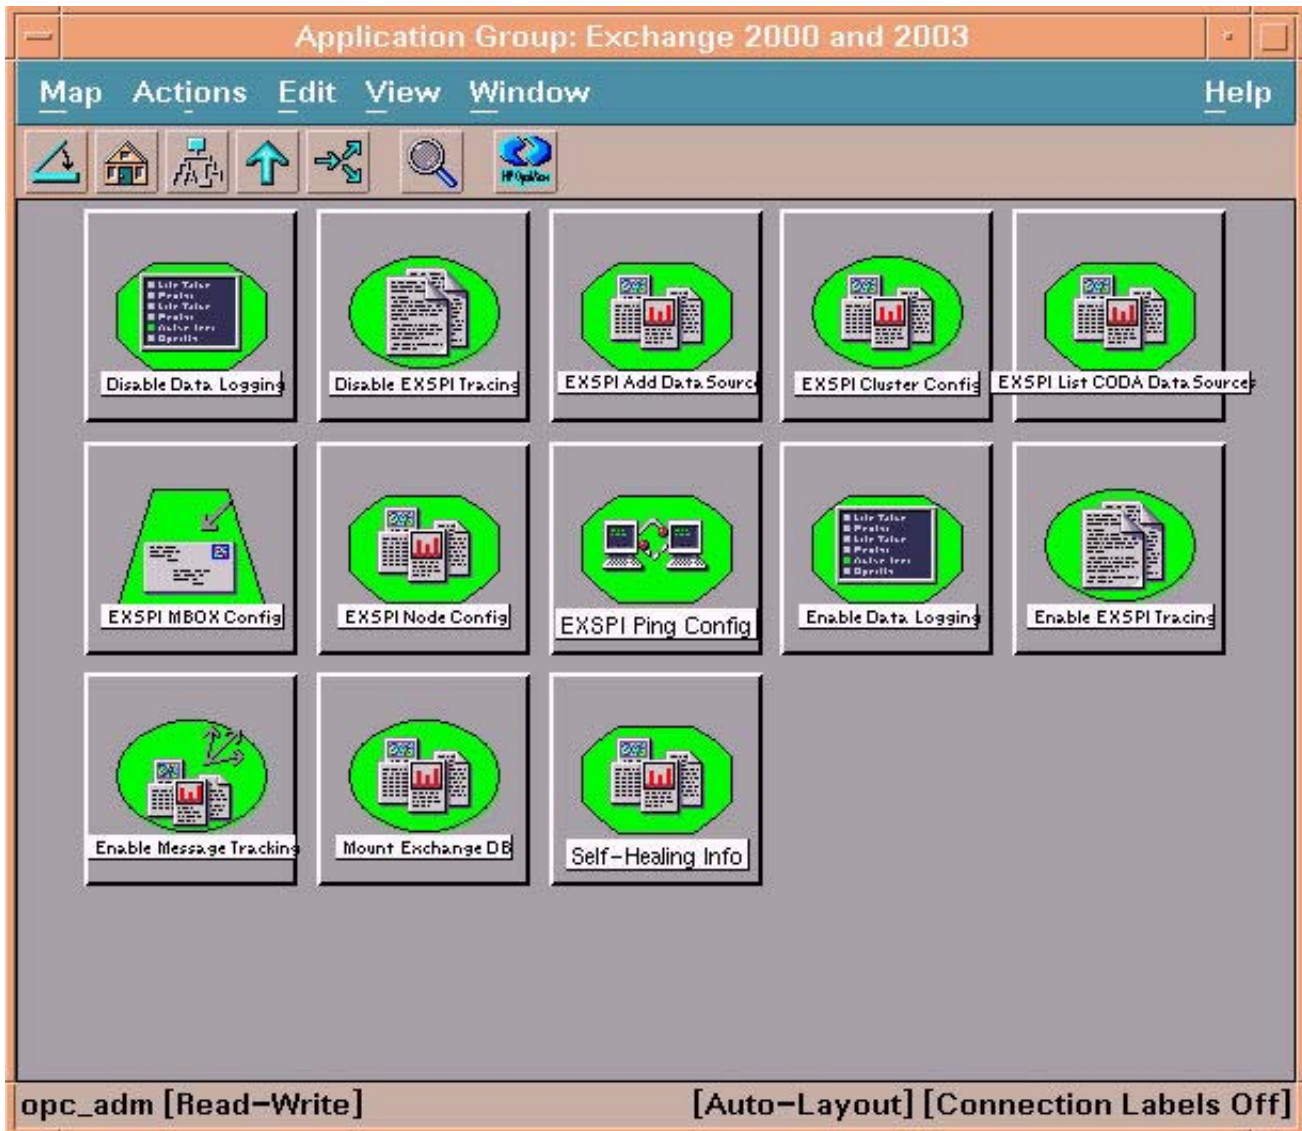 Application Group: Exchange 2000 and 2003
Map Actions Edit View Window Help
HP OpenView
Disable Data Logging
Disable EXSPI Tracing
EXSPI Add Data Source
EXSPI Cluster Config
EXSPI List CODA Data Sources
EXSPI MBOX Config
EXSPI Node Config
EXSPI Ping Config
Enable Data Logging
Enable EXSPI Tracing
Enable Message Tracking
Mount Exchange DB
Self-Healing Info
opc_adm [Read-Write]
[Auto-Layout] [Connection Labels Off]